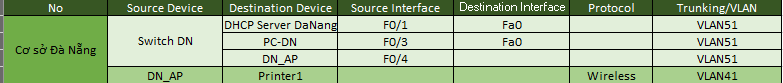 No Source Device Destination Device Source Interface Destination Interface Protocol Trunking/VLAN
Cơ sở Đà Nẵng Switch DN DHCP Server DaNang F0/1 Fa0 VLAN51
PC-DN F0/3 Fa0 VLAN51
DN_AP F0/4 VLAN51
DN_AP Printer1 Wireless VLAN41